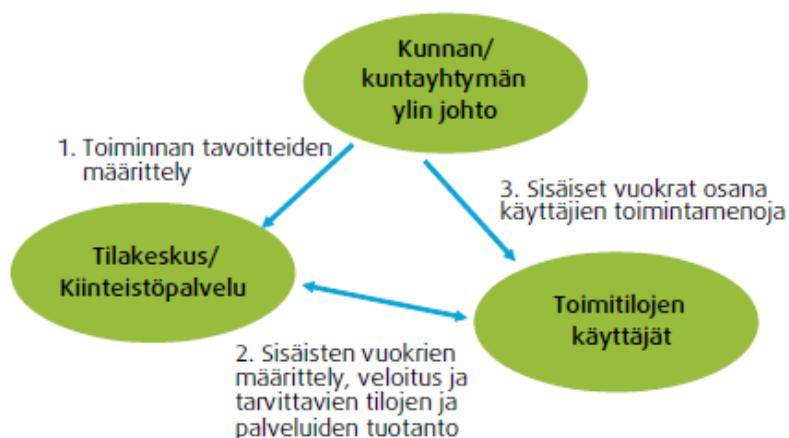 Kunnan/
kuntayhtymän
ylin johto
1. Toiminnan tavoitteiden
määrittely
3. Sisäiset vuokrat osana
käyttäjien toimintamenoja
Tilakeskus/
Kiinteistöpalvelu
Toimitilojen
käyttäjät
2. Sisäisten vuokrien
määrittely, veloitus ja
tarvittavien tilojen ja
palveluiden tuotanto